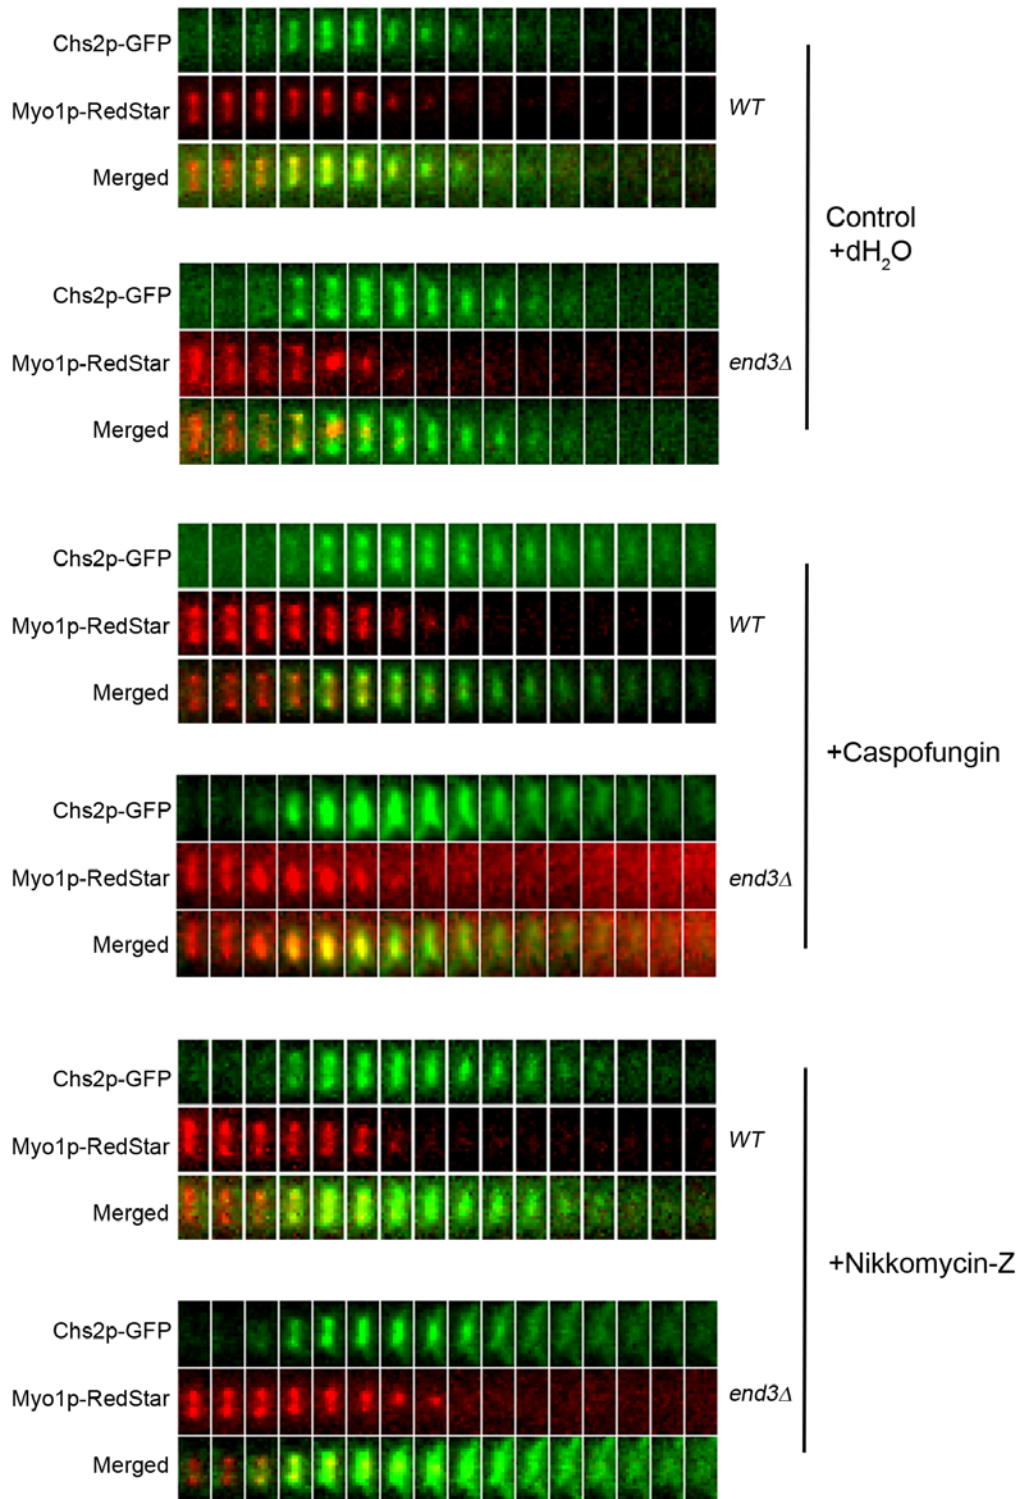 Chs2p-GFP
Myo1p-RedStar
WT
Merged
Control
+dH₂O
Chs2p-GFP
Myo1p-RedStar
end3Δ
Merged
Chs2p-GFP
Myo1p-RedStar
WT
Merged
+Caspofungin
Chs2p-GFP
Myo1p-RedStar
end3Δ
Merged
Chs2p-GFP
Myo1p-RedStar
WT
Merged
+Nikkomycin-Z
Chs2p-GFP
Myo1p-RedStar
end3Δ
Merged